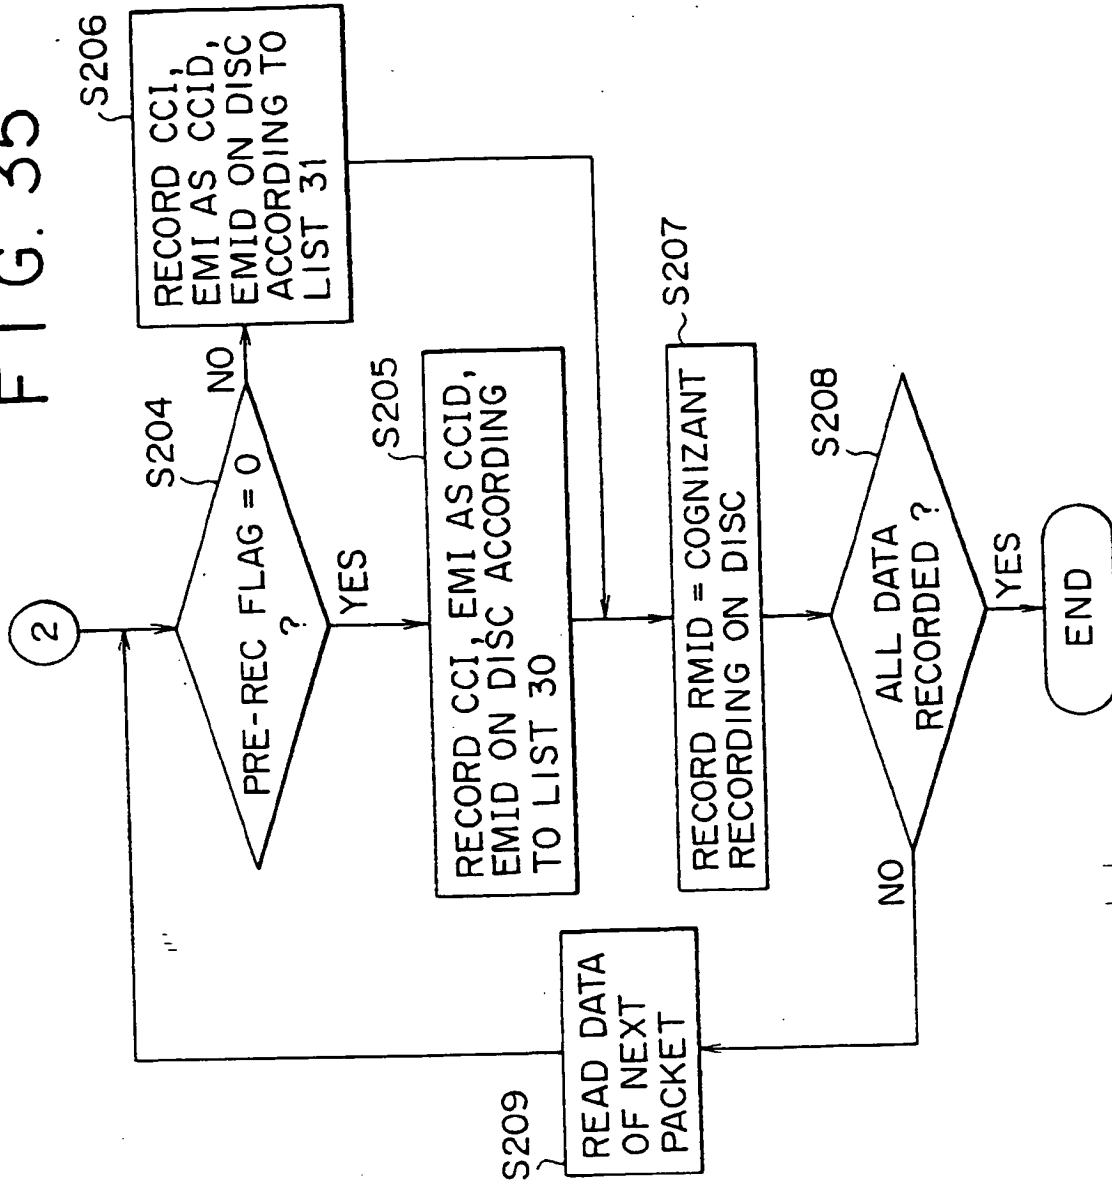 FIG. 35
2
S204
PRE-REC FLAG = 0
?
NO
YES
S206
RECORD CCI,
EMI AS CCID,
EMID ON DISC
ACCORDING TO
LIST 31
S205
RECORD CCI, EMI AS CCID,
EMID ON DISC ACCORDING
TO LIST 30
S207
RECORD RMID = COGNIZANT
RECORDING ON DISC
S208
ALL DATA
RECORDED ?
NO
YES
S209
READ DATA
OF NEXT
PACKET
END